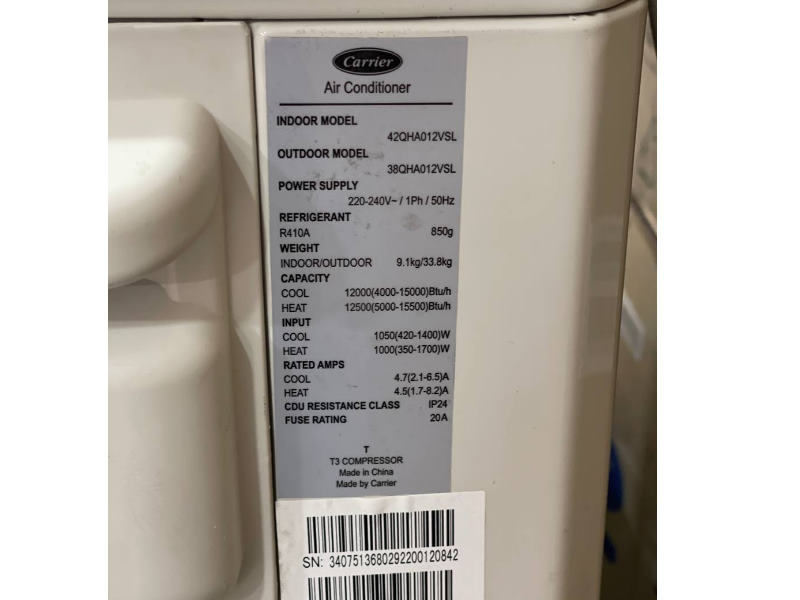 Carrier
Air Conditioner
INDOOR MODEL
42QHA012VSL
OUTDOOR MODEL
38QHA012VSL
POWER SUPPLY
220-240V~ / 1Ph / 50Hz
REFRIGERANT
R410A 850g
WEIGHT
INDOOR/OUTDOOR 9.1kg/33.8kg
CAPACITY
COOL 12000(4000-15000)Btu/h
HEAT 12500(5000-15500)Btu/h
INPUT
COOL 1050(420-1400)W
HEAT 1000(350-1700)W
RATED AMPS
COOL 4.7(2.1-6.5)A
HEAT 4.5(1.7-8.2)A
CDU RESISTANCE CLASS IP24
FUSE RATING 20A
T
T3 COMPRESSOR
Made in China
Made by Carrier
SN: 3407513680292200120842